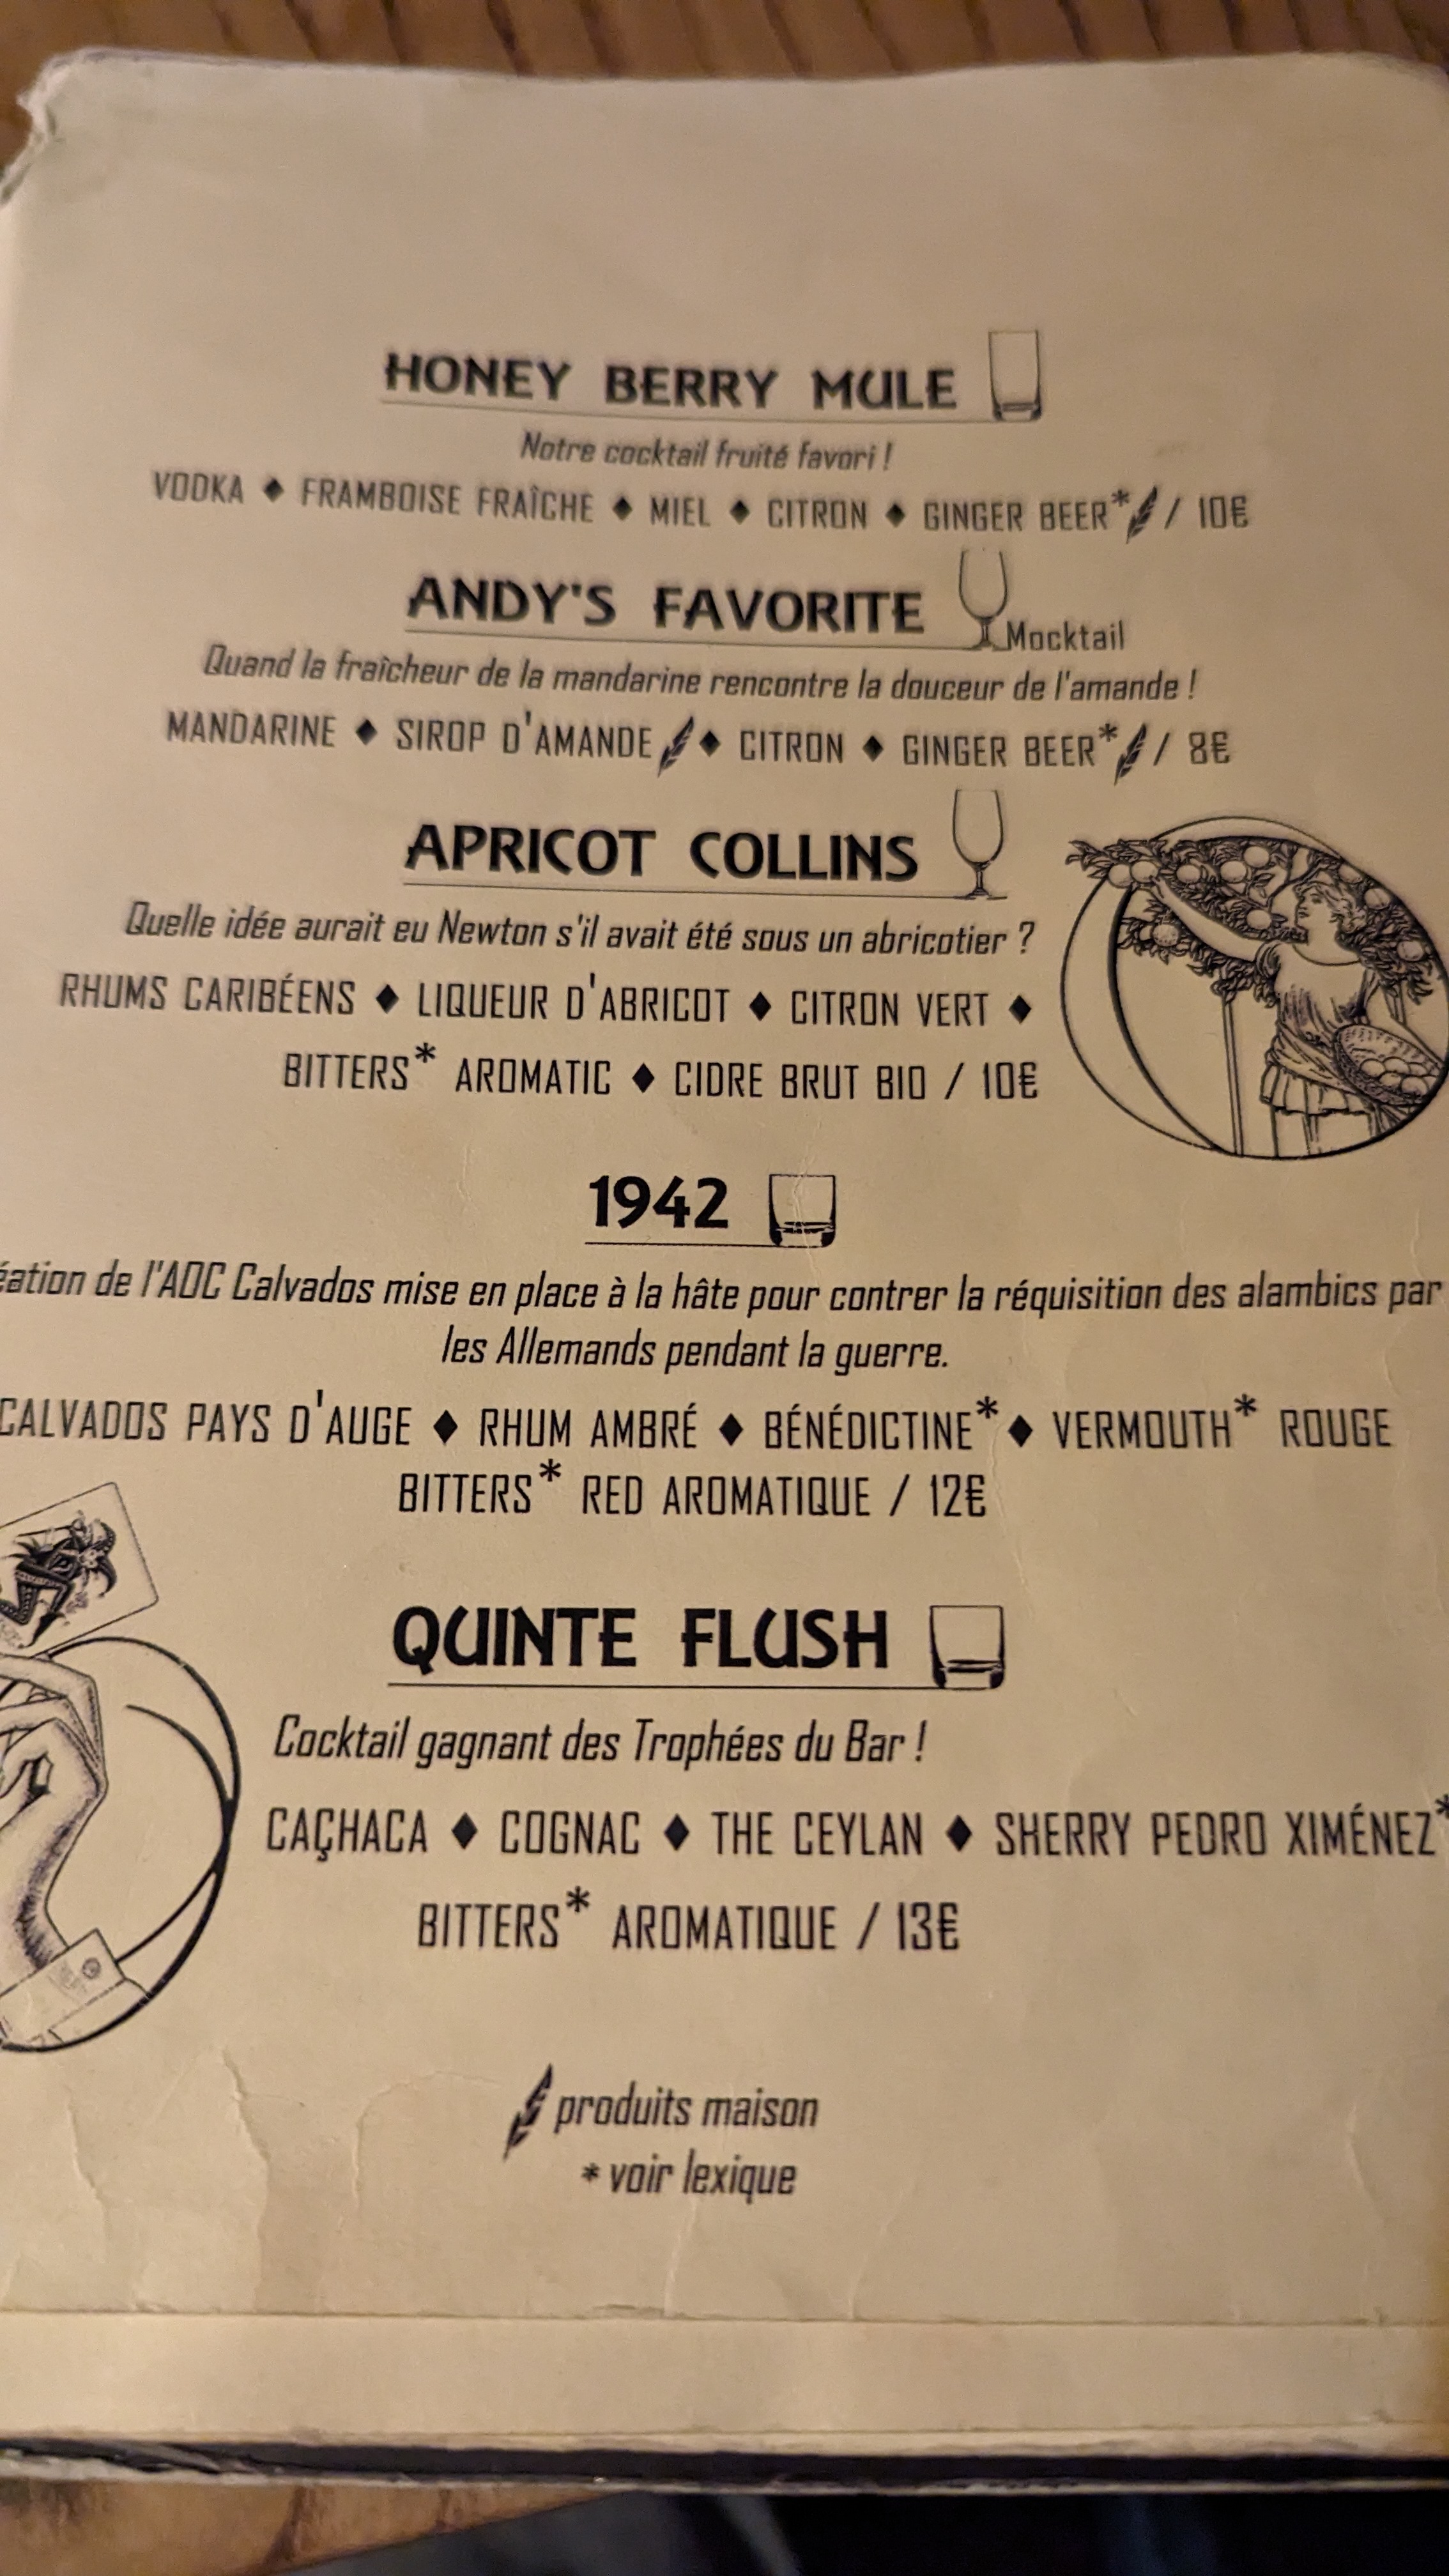 HONEY BERRY MULE
Notre cocktail fruité favori !
VODKA ♦ FRAMBOISE FRAÎCHE ♦ MIEL ♦ CITRON ♦ GINGER BEER* / 10€
ANDY'S FAVORITE
Mocktail
Quand la fraîcheur de la mandarine rencontre la douceur de l'amande !
MANDARINE ♦ SIROP D'AMANDE ♦ CITRON ♦ GINGER BEER* / 8€
APRICOT COLLINS
Quelle idée aurait eu Newton s'il avait été sous un abricotier ?
RHUMS CARIBÉENS ♦ LIQUEUR D'ABRICOT ♦ CITRON VERT ♦
BITTERS* AROMATIC ♦ CIDRE BRUT BIO / 10€
1942
éation de l'AOC Calvados mise en place à la hâte pour contrer la réquisition des alambics par
les Allemands pendant la guerre.
CALVADOS PAYS D'AUGE ♦ RHUM AMBRÉ ♦ BÉNÉDICTINE* ♦ VERMOUTH* ROUGE
BITTERS* RED AROMATIQUE / 12€
QUINTE FLUSH
Cocktail gagnant des Trophées du Bar !
CAÇHACA ♦ COGNAC ♦ THE CEYLAN ♦ SHERRY PEDRO XIMÉNEZ*
BITTERS* AROMATIQUE / 13€
produits maison
* voir lexique